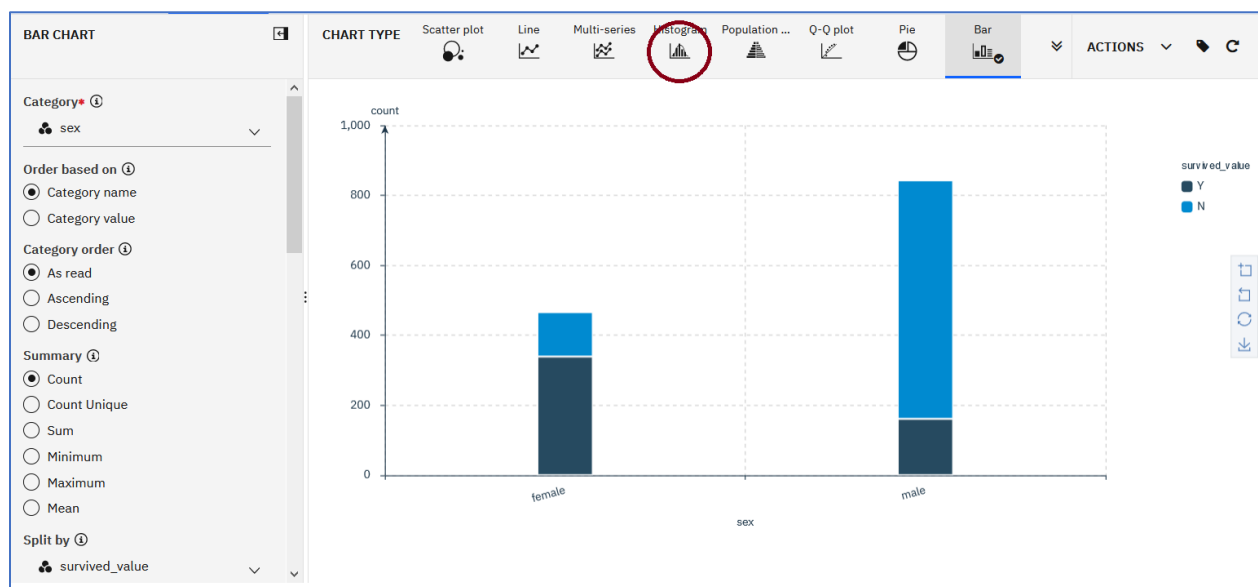 BAR CHART
Category*
sex
Order based on
Category name
Category value
Category order
As read
Ascending
Descending
Summary
Count
Count Unique
Sum
Minimum
Maximum
Mean
Split by
survived_value
CHART TYPE
Scatter plot
Line
Multi-series
Histogram
Population ...
Q-Q plot
Pie
Bar
ACTIONS
count
1,000
800
600
400
200
0
female
male
sex
survived_value
Y
N